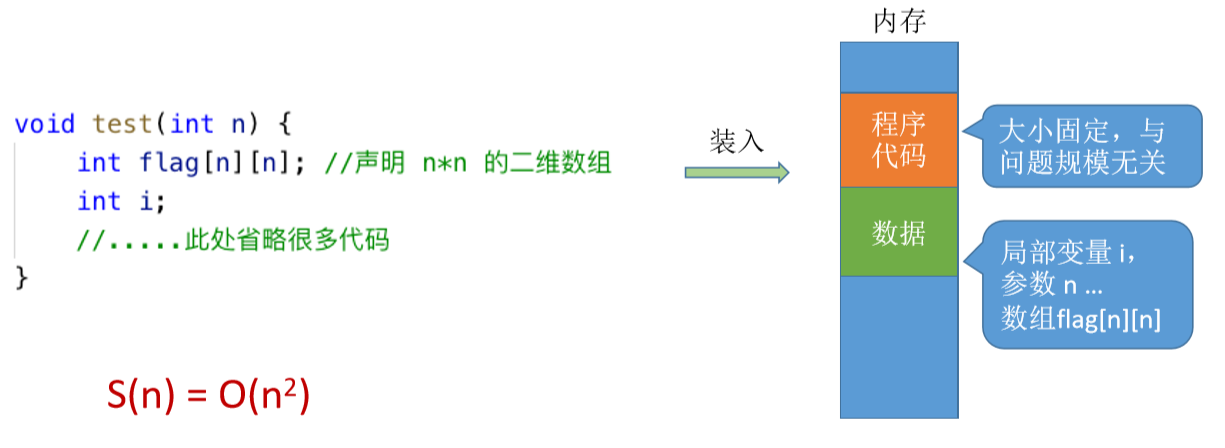 void test(int n) {
int flag[n][n]; //声明 n*n 的二维数组
int i;
//.....此处省略很多代码
}
S(n) = O(n²)
装入
内存
程序
代码
数据
大小固定，与
问题规模无关
局部变量 i，
参数 n ...
数组flag[n][n]